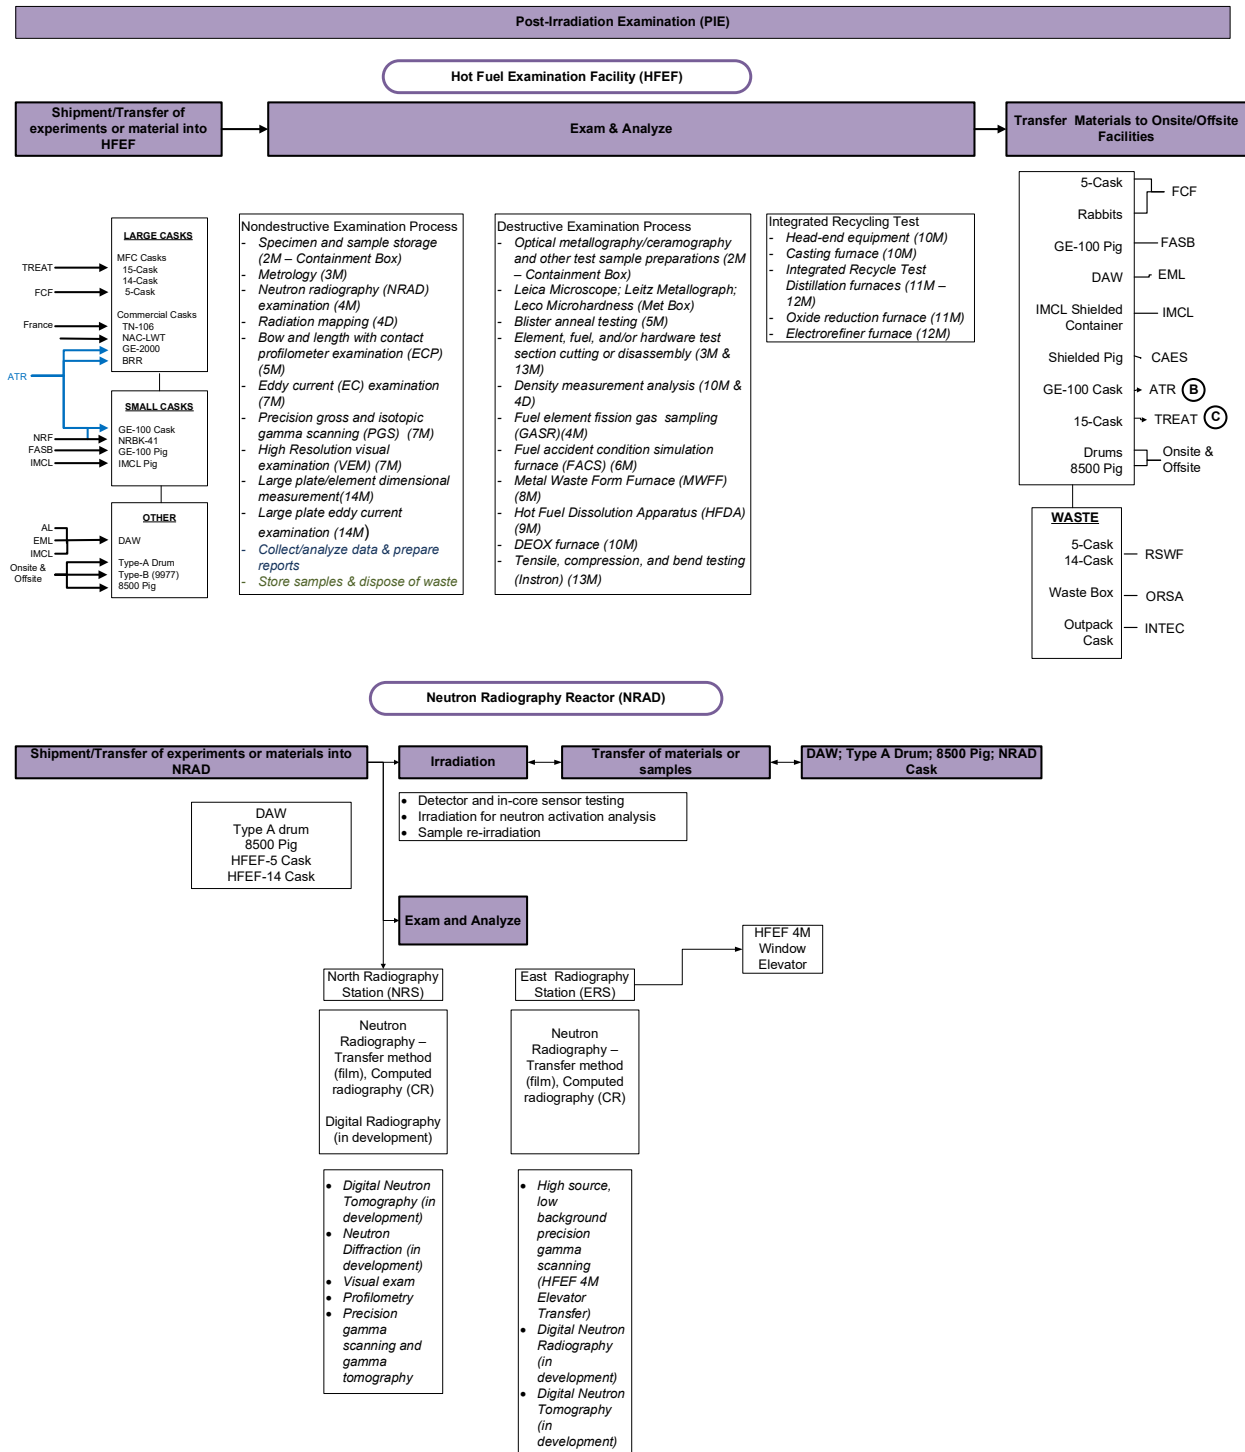 Post-Irradiation Examination (PIE)
Hot Fuel Examination Facility (HFEF)
Shipment/Transfer of
experiments or material into
HFEF
Exam & Analyze
Transfer Materials to Onsite/Offsite
Facilities
TREAT
FCF
France
ATR
NRF
FASB
IMCL
AL
EML
IMCL
Onsite &
Offsite
LARGE CASKS
MFC Casks
15-Cask
14-Cask
5-Cask
Commercial Casks
TN-106
NAC-LWT
GE-2000
BRR
SMALL CASKS
GE-100 Cask
NRBK-41
GE-100 Pig
IMCL Pig
OTHER
DAW
Type-A Drum
Type-B (9977)
8500 Pig
Nondestructive Examination Process
- Specimen and sample storage
(2M – Containment Box)
- Metrology (3M)
- Neutron radiography (NRAD)
examination (4M)
- Radiation mapping (4D)
- Bow and length with contact
profilometer examination (ECP)
(5M)
- Eddy current (EC) examination
(7M)
- Precision gross and isotopic
gamma scanning (PGS) (7M)
- High Resolution visual
examination (VEM) (7M)
- Large plate/element dimensional
measurement(14M)
- Large plate eddy current
examination (14M)
- Collect/analyze data & prepare
reports
- Store samples & dispose of waste
Destructive Examination Process
- Optical metallography/ceramography
and other test sample preparations (2M
– Containment Box)
- Leica Microscope; Leitz Metallograph;
Leco Microhardness (Met Box)
- Blister anneal testing (5M)
- Element, fuel, and/or hardware test
section cutting or disassembly (3M &
13M)
- Density measurement analysis (10M &
4D)
- Fuel element fission gas sampling
(GASR)(4M)
- Fuel accident condition simulation
furnace (FACS) (6M)
- Metal Waste Form Furnace (MWFF)
(8M)
- Hot Fuel Dissolution Apparatus (HFDA)
(9M)
- DEOX furnace (10M)
- Tensile, compression, and bend testing
(Instron) (13M)
Integrated Recycling Test
- Head-end equipment (10M)
- Casting furnace (10M)
- Integrated Recycle Test
Distillation furnaces (11M –
12M)
- Oxide reduction furnace (11M)
- Electrorefiner furnace (12M)
5-Cask
Rabbits
FCF
GE-100 Pig
FASB
DAW
EML
IMCL Shielded
Container
IMCL
Shielded Pig
CAES
GE-100 Cask
ATR B
15-Cask
TREAT C
Drums
8500 Pig
Onsite &
Offsite
WASTE
5-Cask
14-Cask
RSWF
Waste Box
ORSA
Outpack
Cask
INTEC
Neutron Radiography Reactor (NRAD)
Shipment/Transfer of experiments or materials into
NRAD
Irradiation
Transfer of materials or
samples
DAW; Type A Drum; 8500 Pig; NRAD
Cask
DAW
Type A drum
8500 Pig
HFEF-5 Cask
HFEF-14 Cask
• Detector and in-core sensor testing
• Irradiation for neutron activation analysis
• Sample re-irradiation
Exam and Analyze
HFEF 4M
Window
Elevator
North Radiography
Station (NRS)
East Radiography
Station (ERS)
Neutron
Radiography –
Transfer method
(film), Computed
radiography (CR)
Digital Radiography
(in development)
Neutron
Radiography –
Transfer method
(film), Computed
radiography (CR)
• Digital Neutron
Tomography (in
development)
• Neutron
Diffraction (in
development)
• Visual exam
• Profilometry
• Precision
gamma
scanning and
gamma
tomography
• High source,
low
background
precision
gamma
scanning
(HFEF 4M
Elevator
Transfer)
• Digital Neutron
Radiography (in
development)
• Digital Neutron
Tomography (in
development)